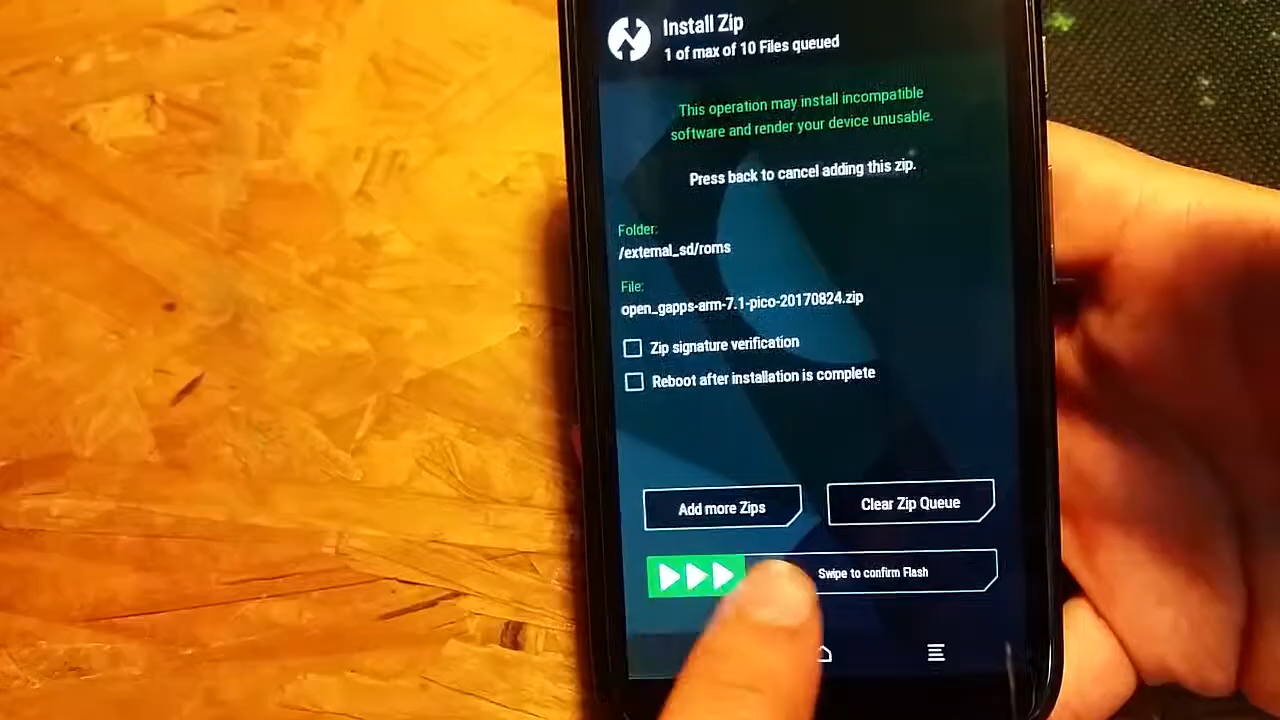 Install Zip
1 of max of 10 Files queued
This operation may install incompatible
software and render your device unusable.
Press back to cancel adding this zip.
Folder:
/external_sd/roms
File:
open_gapps-arm-7.1-pico-20170824.zip
Zip signature verification
Reboot after installation is complete
Add more Zips
Clear Zip Queue
Swipe to confirm Flash